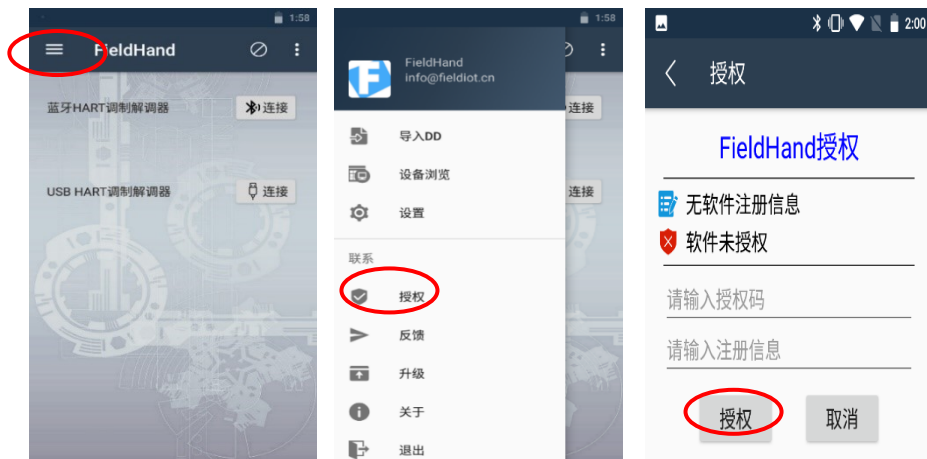 1:58
FieldHand
蓝牙HART调制解调器
连接
USB HART调制解调器
连接
1:58
FieldHand
info@fieldiot.cn
导入DD
连接
设备浏览
连接
设置
联系
授权
反馈
升级
关于
退出
2:00
授权
FieldHand授权
无软件注册信息
软件未授权
请输入授权码
请输入注册信息
授权
取消